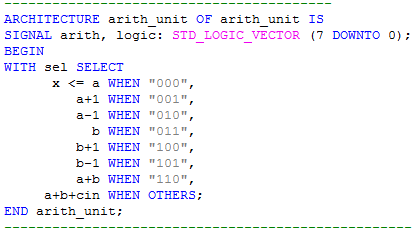 -----------------------------------------
ARCHITECTURE arith_unit OF arith_unit IS
SIGNAL arith, logic: STD_LOGIC_VECTOR (7 DOWNTO 0);
BEGIN
WITH sel SELECT
x <= a WHEN "000",
a+1 WHEN "001",
a-1 WHEN "010",
b WHEN "011",
b+1 WHEN "100",
b-1 WHEN "101",
a+b WHEN "110",
a+b+cin WHEN OTHERS;
END arith_unit;
---------------------------------------------------